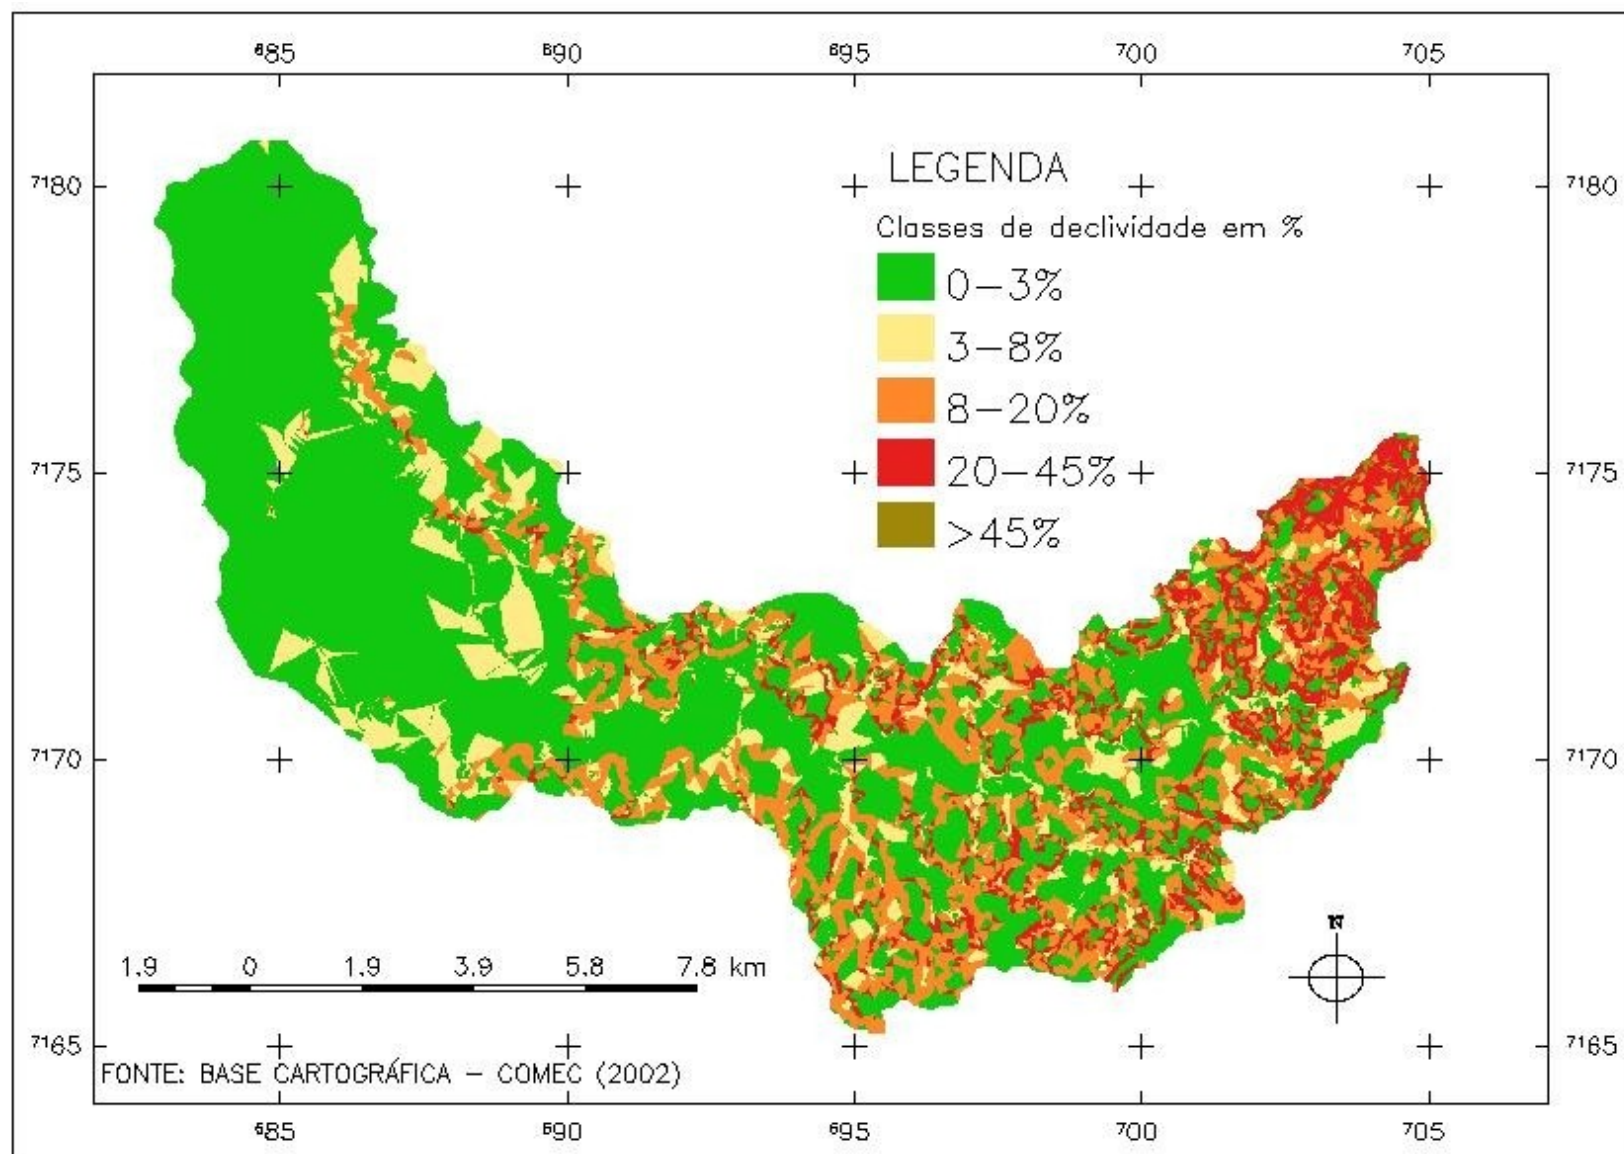 685 690 695 700 705
LEGENDA
7180 7180
Classes de declividade em %
0-3%
3-8%
8-20%
7175 20-45% 7175
>45%
7170 7170
N
1.9 0 1.9 3.9 5.8 7.8 km
7165 7165
FONTE: BASE CARTOGRÁFICA - COMEC (2002)
685 690 695 700 705